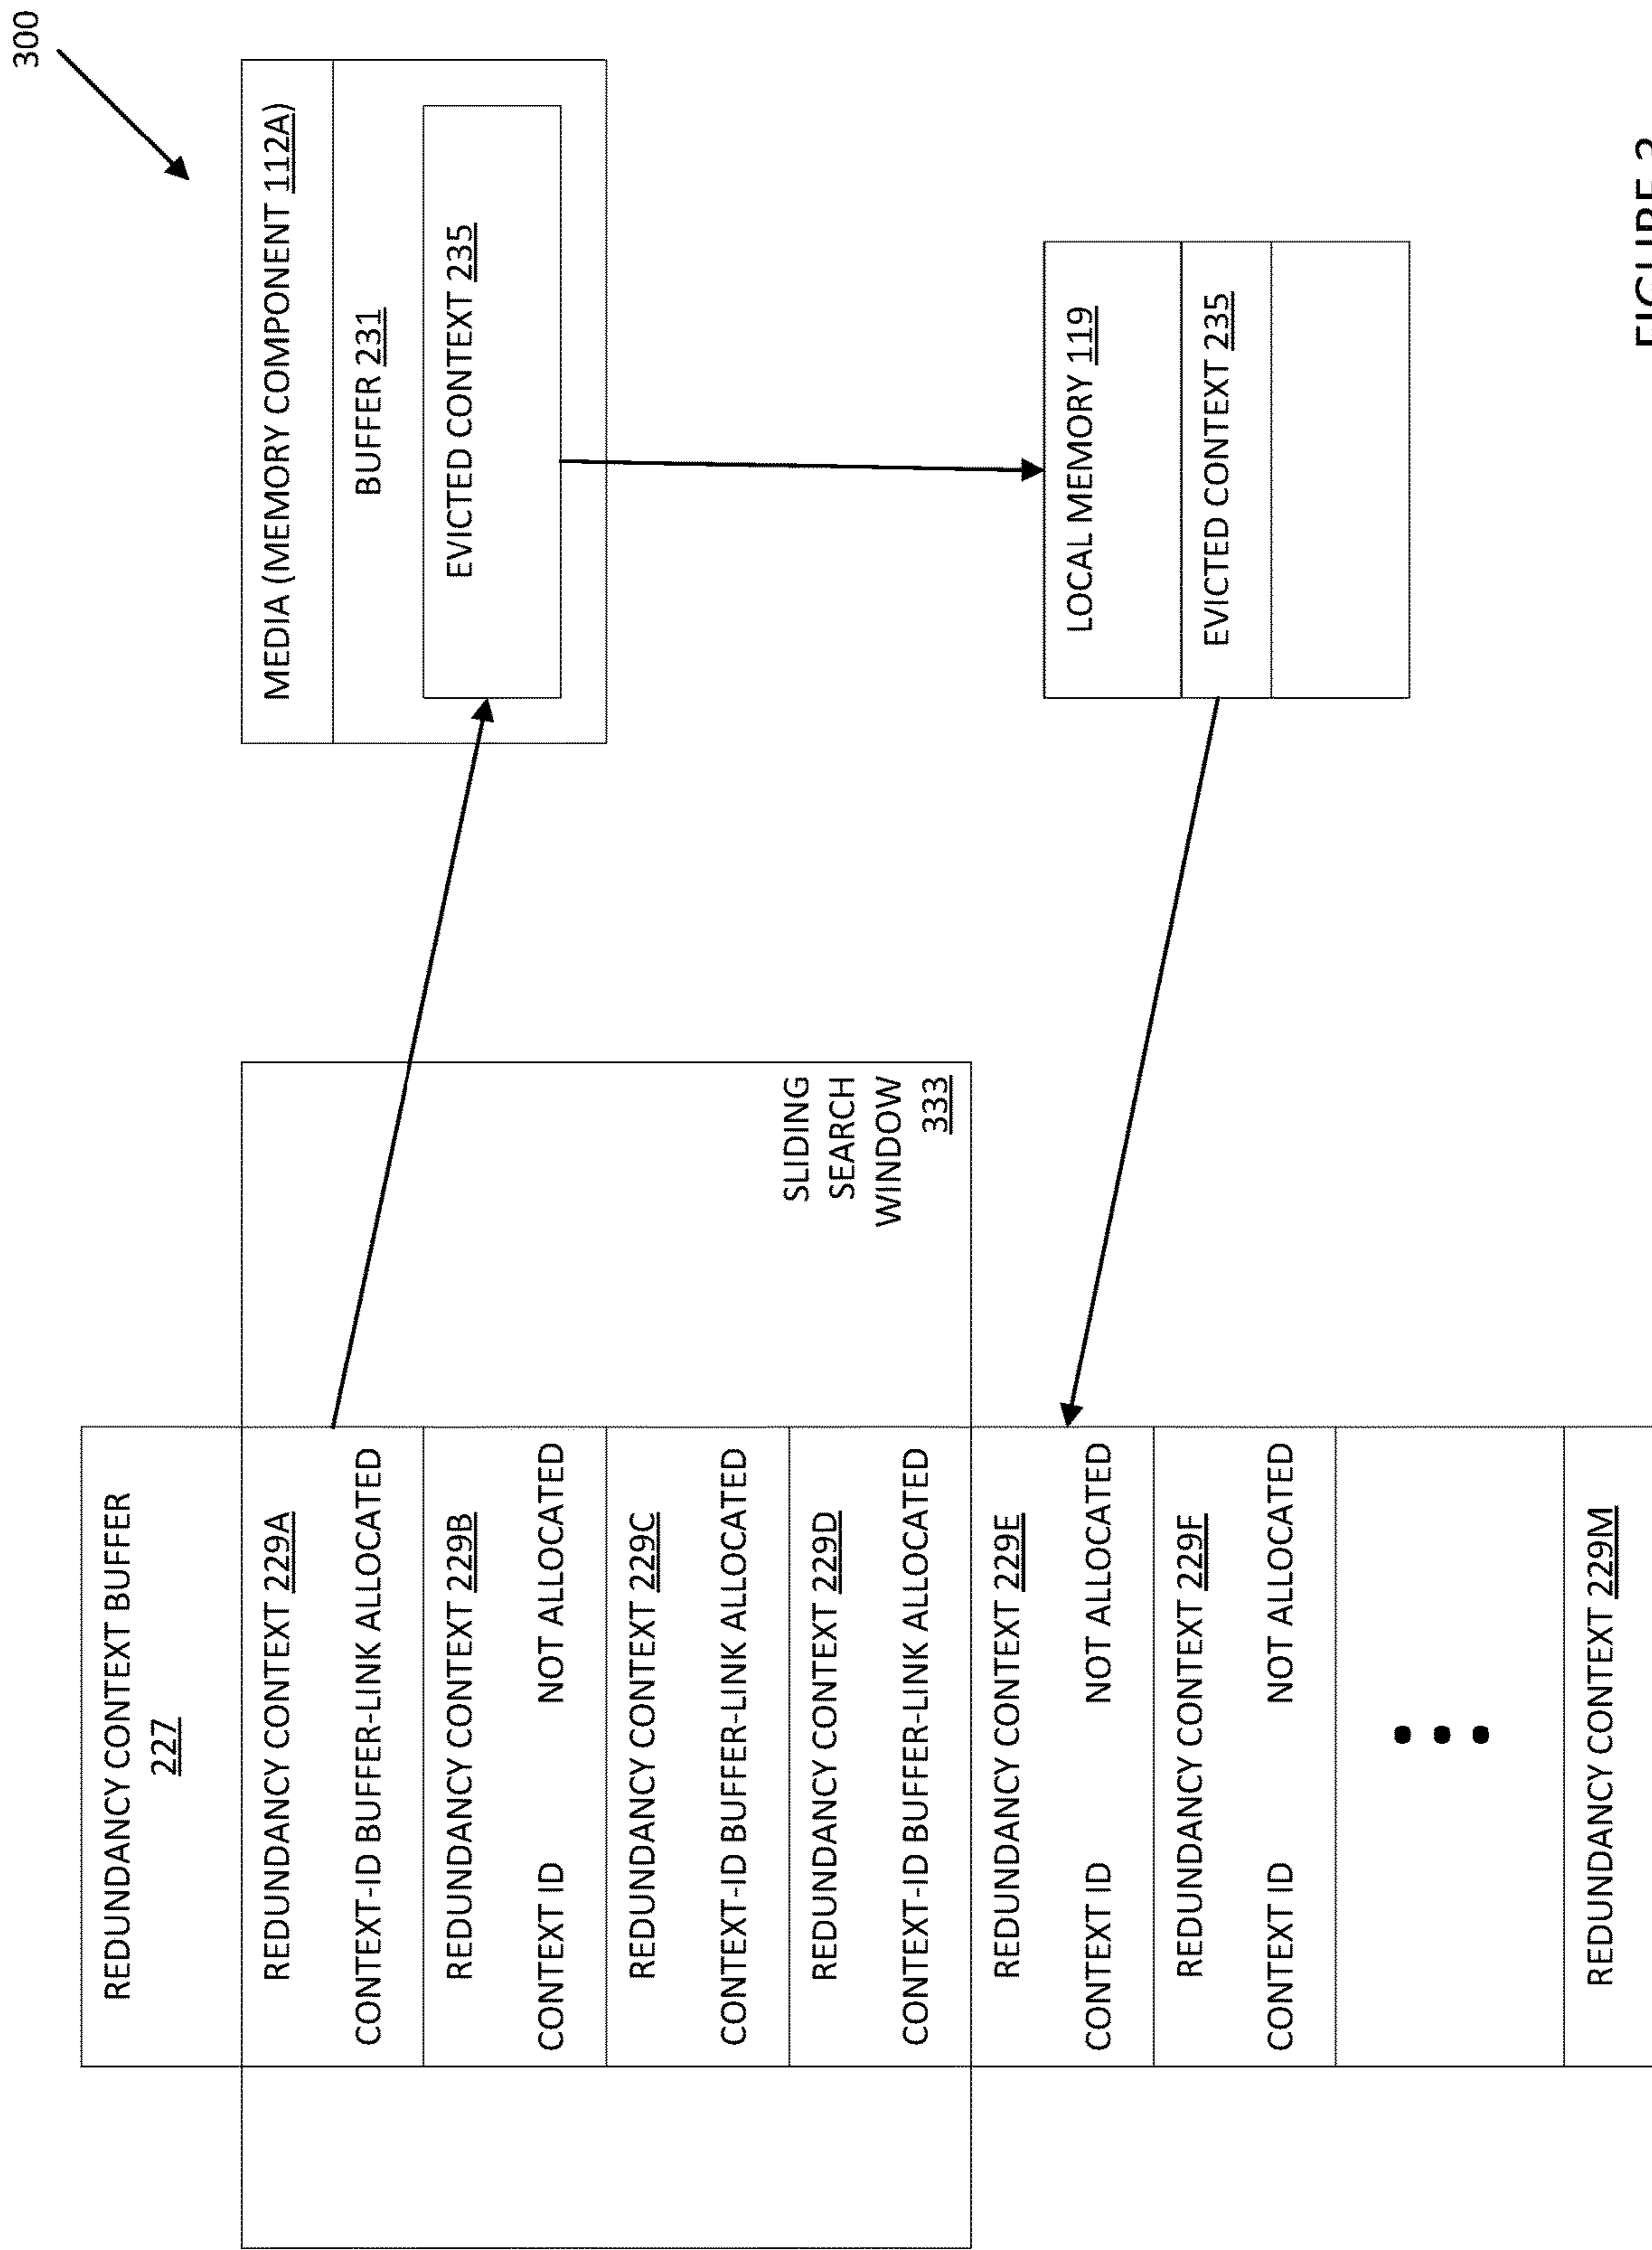 300
REDUNDANCY CONTEXT BUFFER
227
REDUNDANCY CONTEXT 229A
CONTEXT-ID BUFFER-LINK ALLOCATED
REDUNDANCY CONTEXT 229B
CONTEXT ID NOT ALLOCATED
REDUNDANCY CONTEXT 229C
CONTEXT-ID BUFFER-LINK ALLOCATED
REDUNDANCY CONTEXT 229D
CONTEXT-ID BUFFER-LINK ALLOCATED
REDUNDANCY CONTEXT 229E
CONTEXT ID NOT ALLOCATED
REDUNDANCY CONTEXT 229F
CONTEXT ID NOT ALLOCATED
REDUNDANCY CONTEXT 229M
SLIDING
SEARCH
WINDOW
333
MEDIA (MEMORY COMPONENT 112A)
BUFFER 231
EVICTED CONTEXT 235
LOCAL MEMORY 119
EVICTED CONTEXT 235
FIGURE